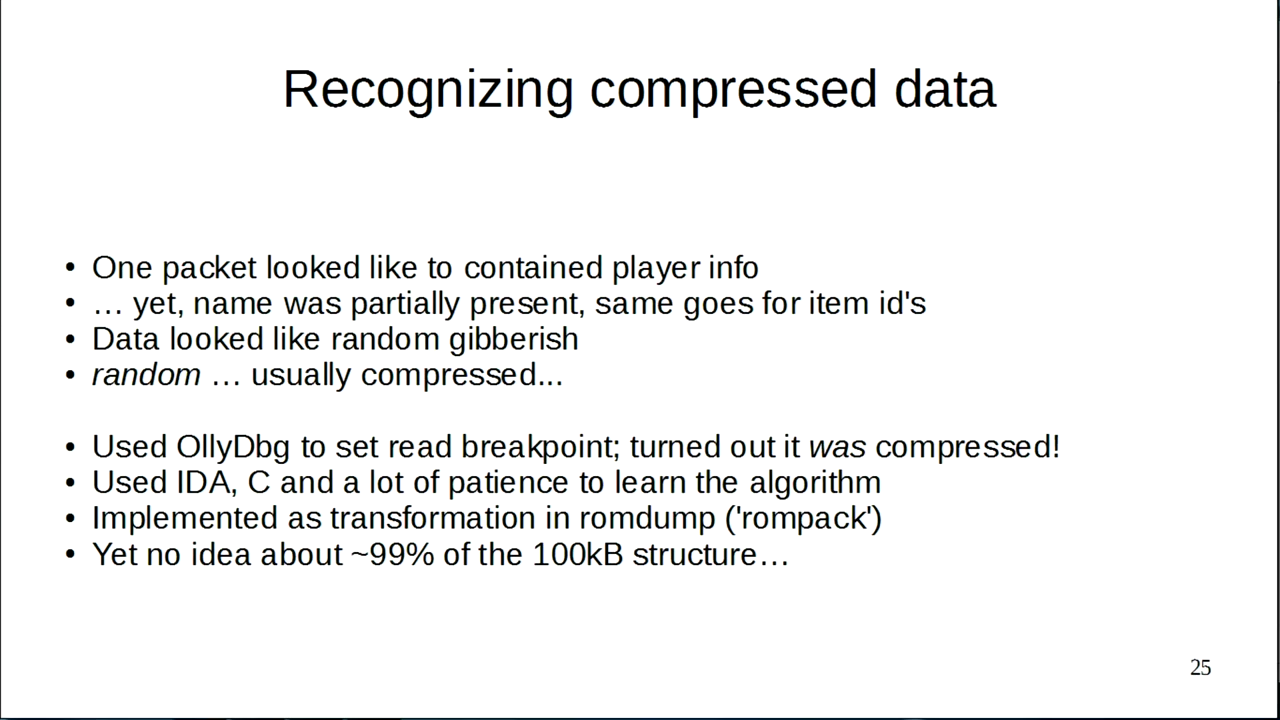 Recognizing compressed data
• One packet looked like to contained player info
• … yet, name was partially present, same goes for item id's
• Data looked like random gibberish
• random … usually compressed...
• Used OllyDbg to set read breakpoint; turned out it was compressed!
• Used IDA, C and a lot of patience to learn the algorithm
• Implemented as transformation in romdump ('rompack')
• Yet no idea about ~99% of the 100kB structure…
25